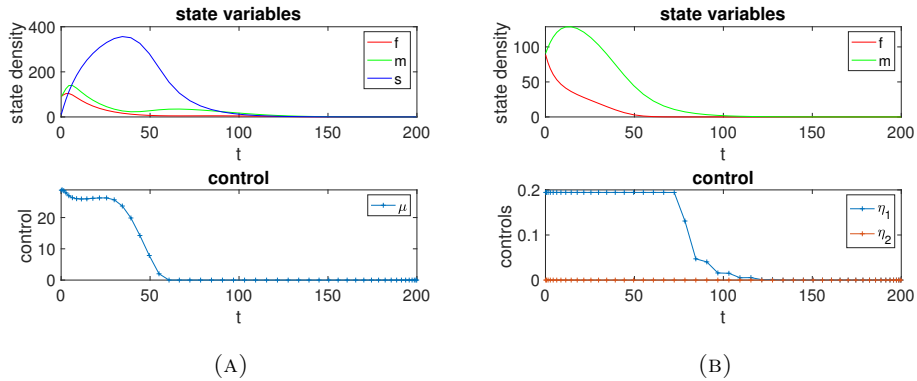 state variables
400
200
0
state density
f
m
s
0 50 100 150 200
t
control
20
0
control
μ
0 50 100 150 200
t
(A)
state variables
100
50
0
state density
f
m
0 50 100 150 200
t
control
0.2
0.1
0
controls
η1
η2
0 50 100 150 200
t
(B)